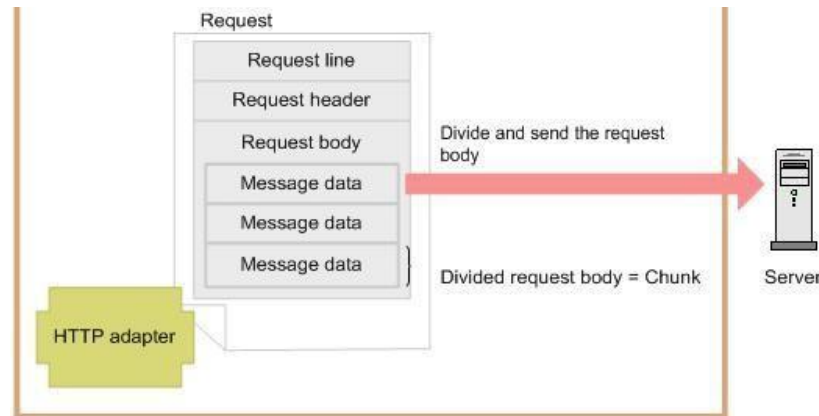 Request
Request line
Request header
Request body
Message data
Message data
Message data
Divide and send the request
body
Divided request body = Chunk
Server
HTTP adapter